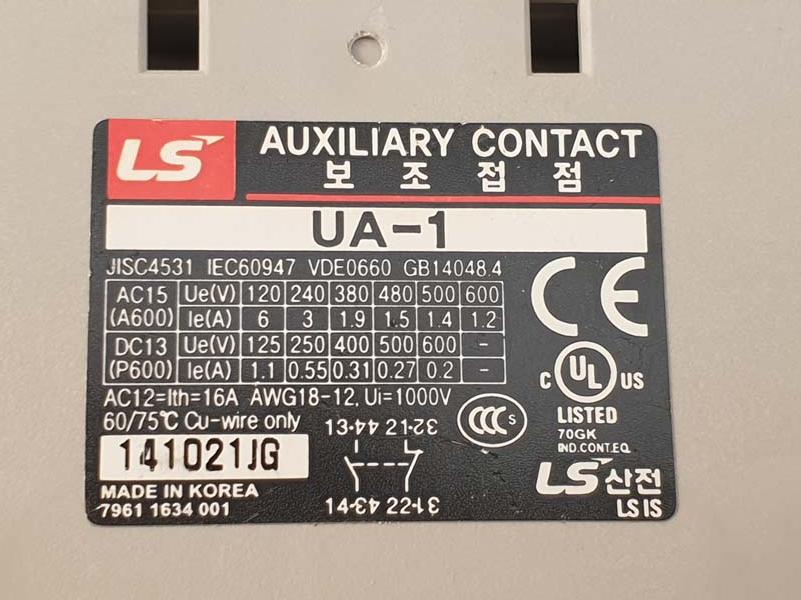 LS AUXILIARY CONTACT
보조접점
UA-1
JISC4531 IEC60947 VDE0660 GB14048.4
AC15 Ue(V) 120 240 380 480 500 600
(A600) Ie(A) 6 3 1.9 1.5 1.4 1.2
DC13 Ue(V) 125 250 400 500 600 -
(P600) Ie(A) 1.1 0.55 0.31 0.27 0.2 -
AC12=Ith=16A AWG18-12, Ui=1000V
60/75℃ Cu-wire only
CE
C UL US
LISTED
70GK
IND.CONT.EQ.
CCC S
13 44 21 32
14 43 22 31
141021JG
MADE IN KOREA
7961 1634 001
LS산전
LS IS